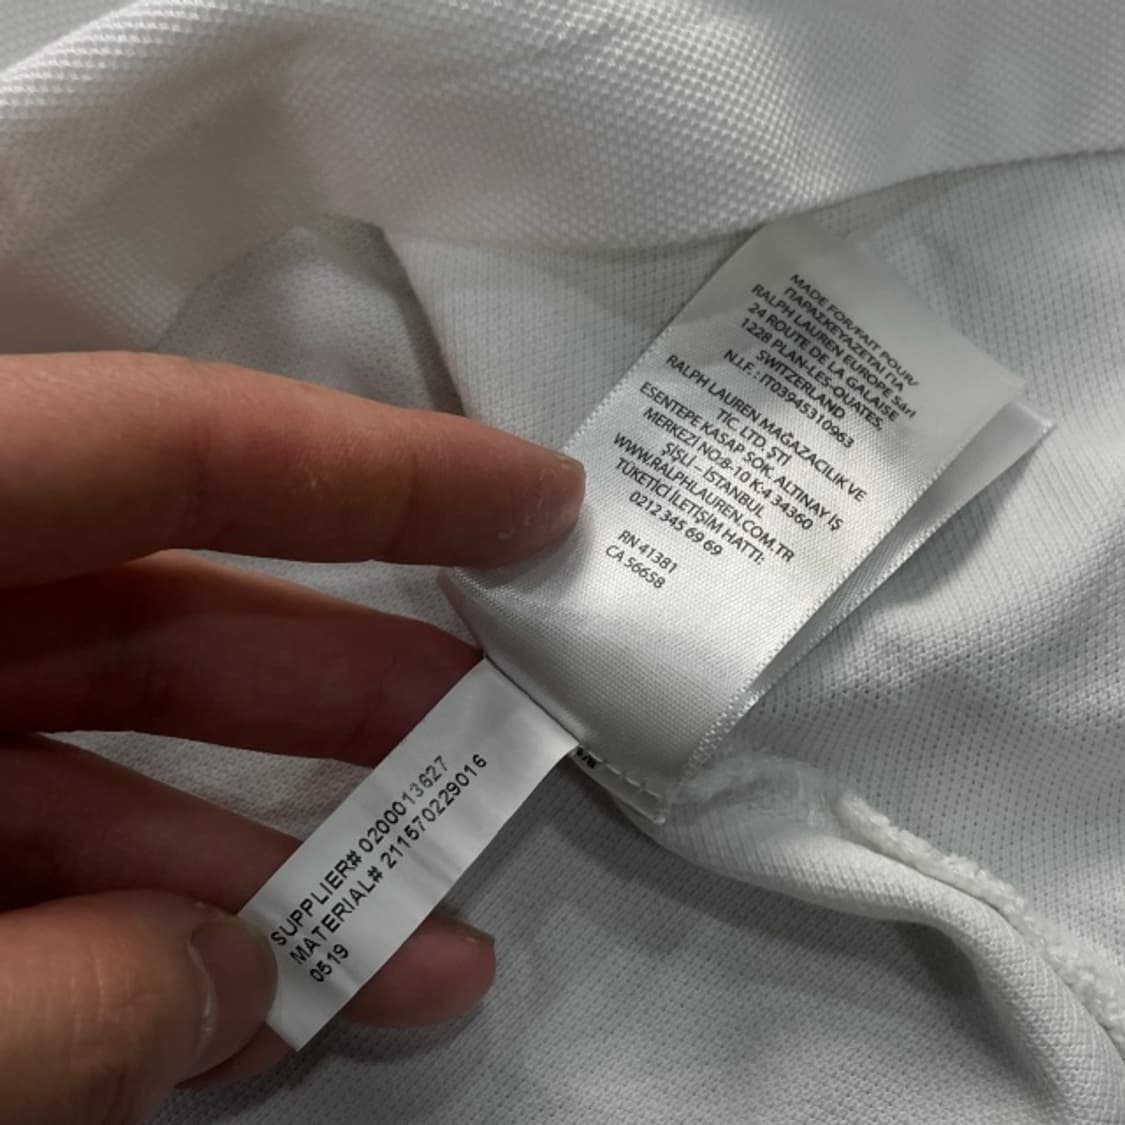 MADE FOR/FAIT POUR/
ΠΑΡΑΣΚΕΥΑΖΕΤΑΙ ΓΙΑ
RALPH LAUREN EUROPE Sàrl
24 ROUTE DE LA GALAISE
1228 PLAN-LES-OUATES,
SWITZERLAND
N.I.F. : IT03945310963
RALPH LAUREN MAĞAZACILIK VE
TİC. LTD. ŞTİ
ESENTEPE KASAP SOK. ALTINAY İŞ
MERKEZİ NO:8-10 K:4 34360
ŞİŞLİ – İSTANBUL
WWW.RALPHLAUREN.COM.TR
TÜKETİCİ İLETİŞİM HATTI:
0212 345 69 69
RN 41381
CA 56658
SUPPLIER# 0200013627
MATERIAL# 211570229016
0519